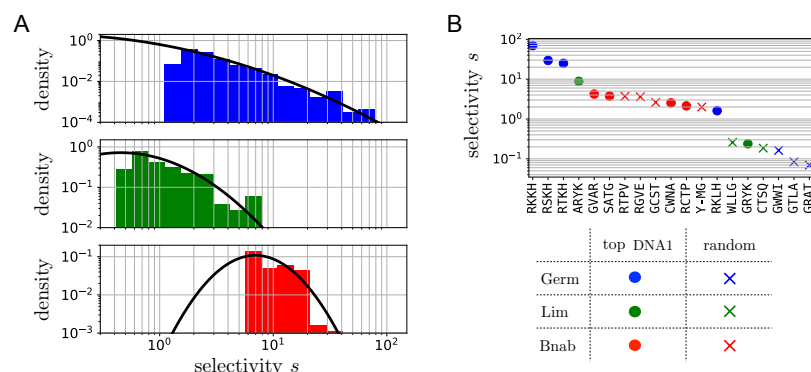 A
density
10^0
10^-2
10^-4
density
10^0
10^-1
10^-2
density
10^-1
10^-2
10^-3
10^0
10^1
10^2
selectivity s
B
selectivity s
10^2
10^1
10^0
10^-1
RKKH
RSKH
RTKH
ARYK
GVAR
SATG
RTPV
RGVE
GCST
CWNA
RCTP
Y-MG
RKLH
WLLG
GRYK
CTSQ
GWWI
GTLA
GRAT
top DNA1 random
Germ
Lim
Bnab